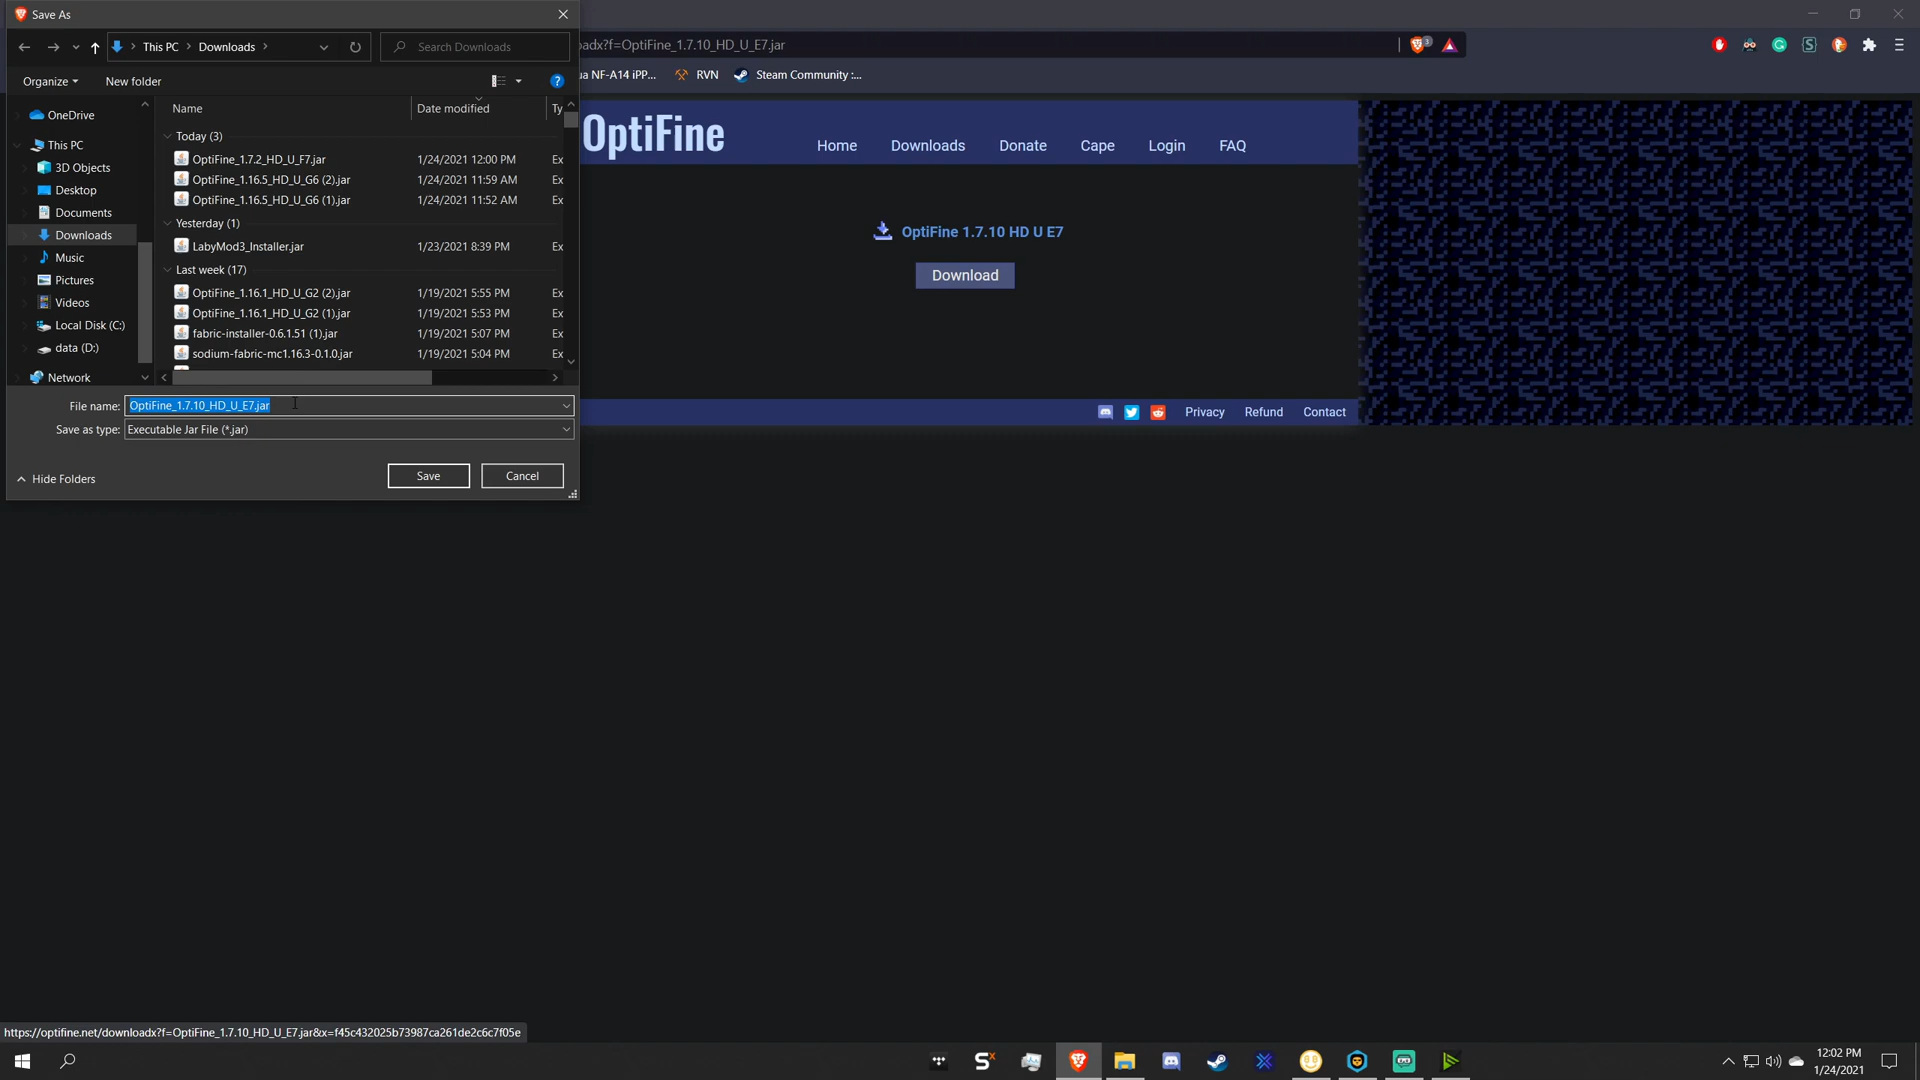 Save As
This PC > Downloads >
Search Downloads
adx?f=OptiFine_1.7.10_HD_U_E7.jar
3
Organize
New folder
ua NF-A14 iPP...
RVN
Steam Community :...
OneDrive
This PC
3D Objects
Desktop
Documents
Downloads
Music
Pictures
Videos
Local Disk (C:)
data (D:)
Network
Name Date modified Ty
Today (3)
OptiFine_1.7.2_HD_U_F7.jar 1/24/2021 12:00 PM Ex
OptiFine_1.16.5_HD_U_G6 (2).jar 1/24/2021 11:59 AM Ex
OptiFine_1.16.5_HD_U_G6 (1).jar 1/24/2021 11:52 AM Ex
Yesterday (1)
LabyMod3_Installer.jar 1/23/2021 8:39 PM Ex
Last week (17)
OptiFine_1.16.1_HD_U_G2 (2).jar 1/19/2021 5:55 PM Ex
OptiFine_1.16.1_HD_U_G2 (1).jar 1/19/2021 5:53 PM Ex
fabric-installer-0.6.1.51 (1).jar 1/19/2021 5:07 PM Ex
sodium-fabric-mc1.16.3-0.1.0.jar 1/19/2021 5:04 PM Ex
File name: OptiFine_1.7.10_HD_U_E7.jar
Save as type: Executable Jar File (*.jar)
Hide Folders
Save
Cancel
OptiFine
Home Downloads Donate Cape Login FAQ
OptiFine 1.7.10 HD U E7
Download
Privacy Refund Contact
https://optifine.net/downloadx?f=OptiFine_1.7.10_HD_U_E7.jar&x=f45c432025b73987ca261de2c6c7f05e
12:02 PM
1/24/2021